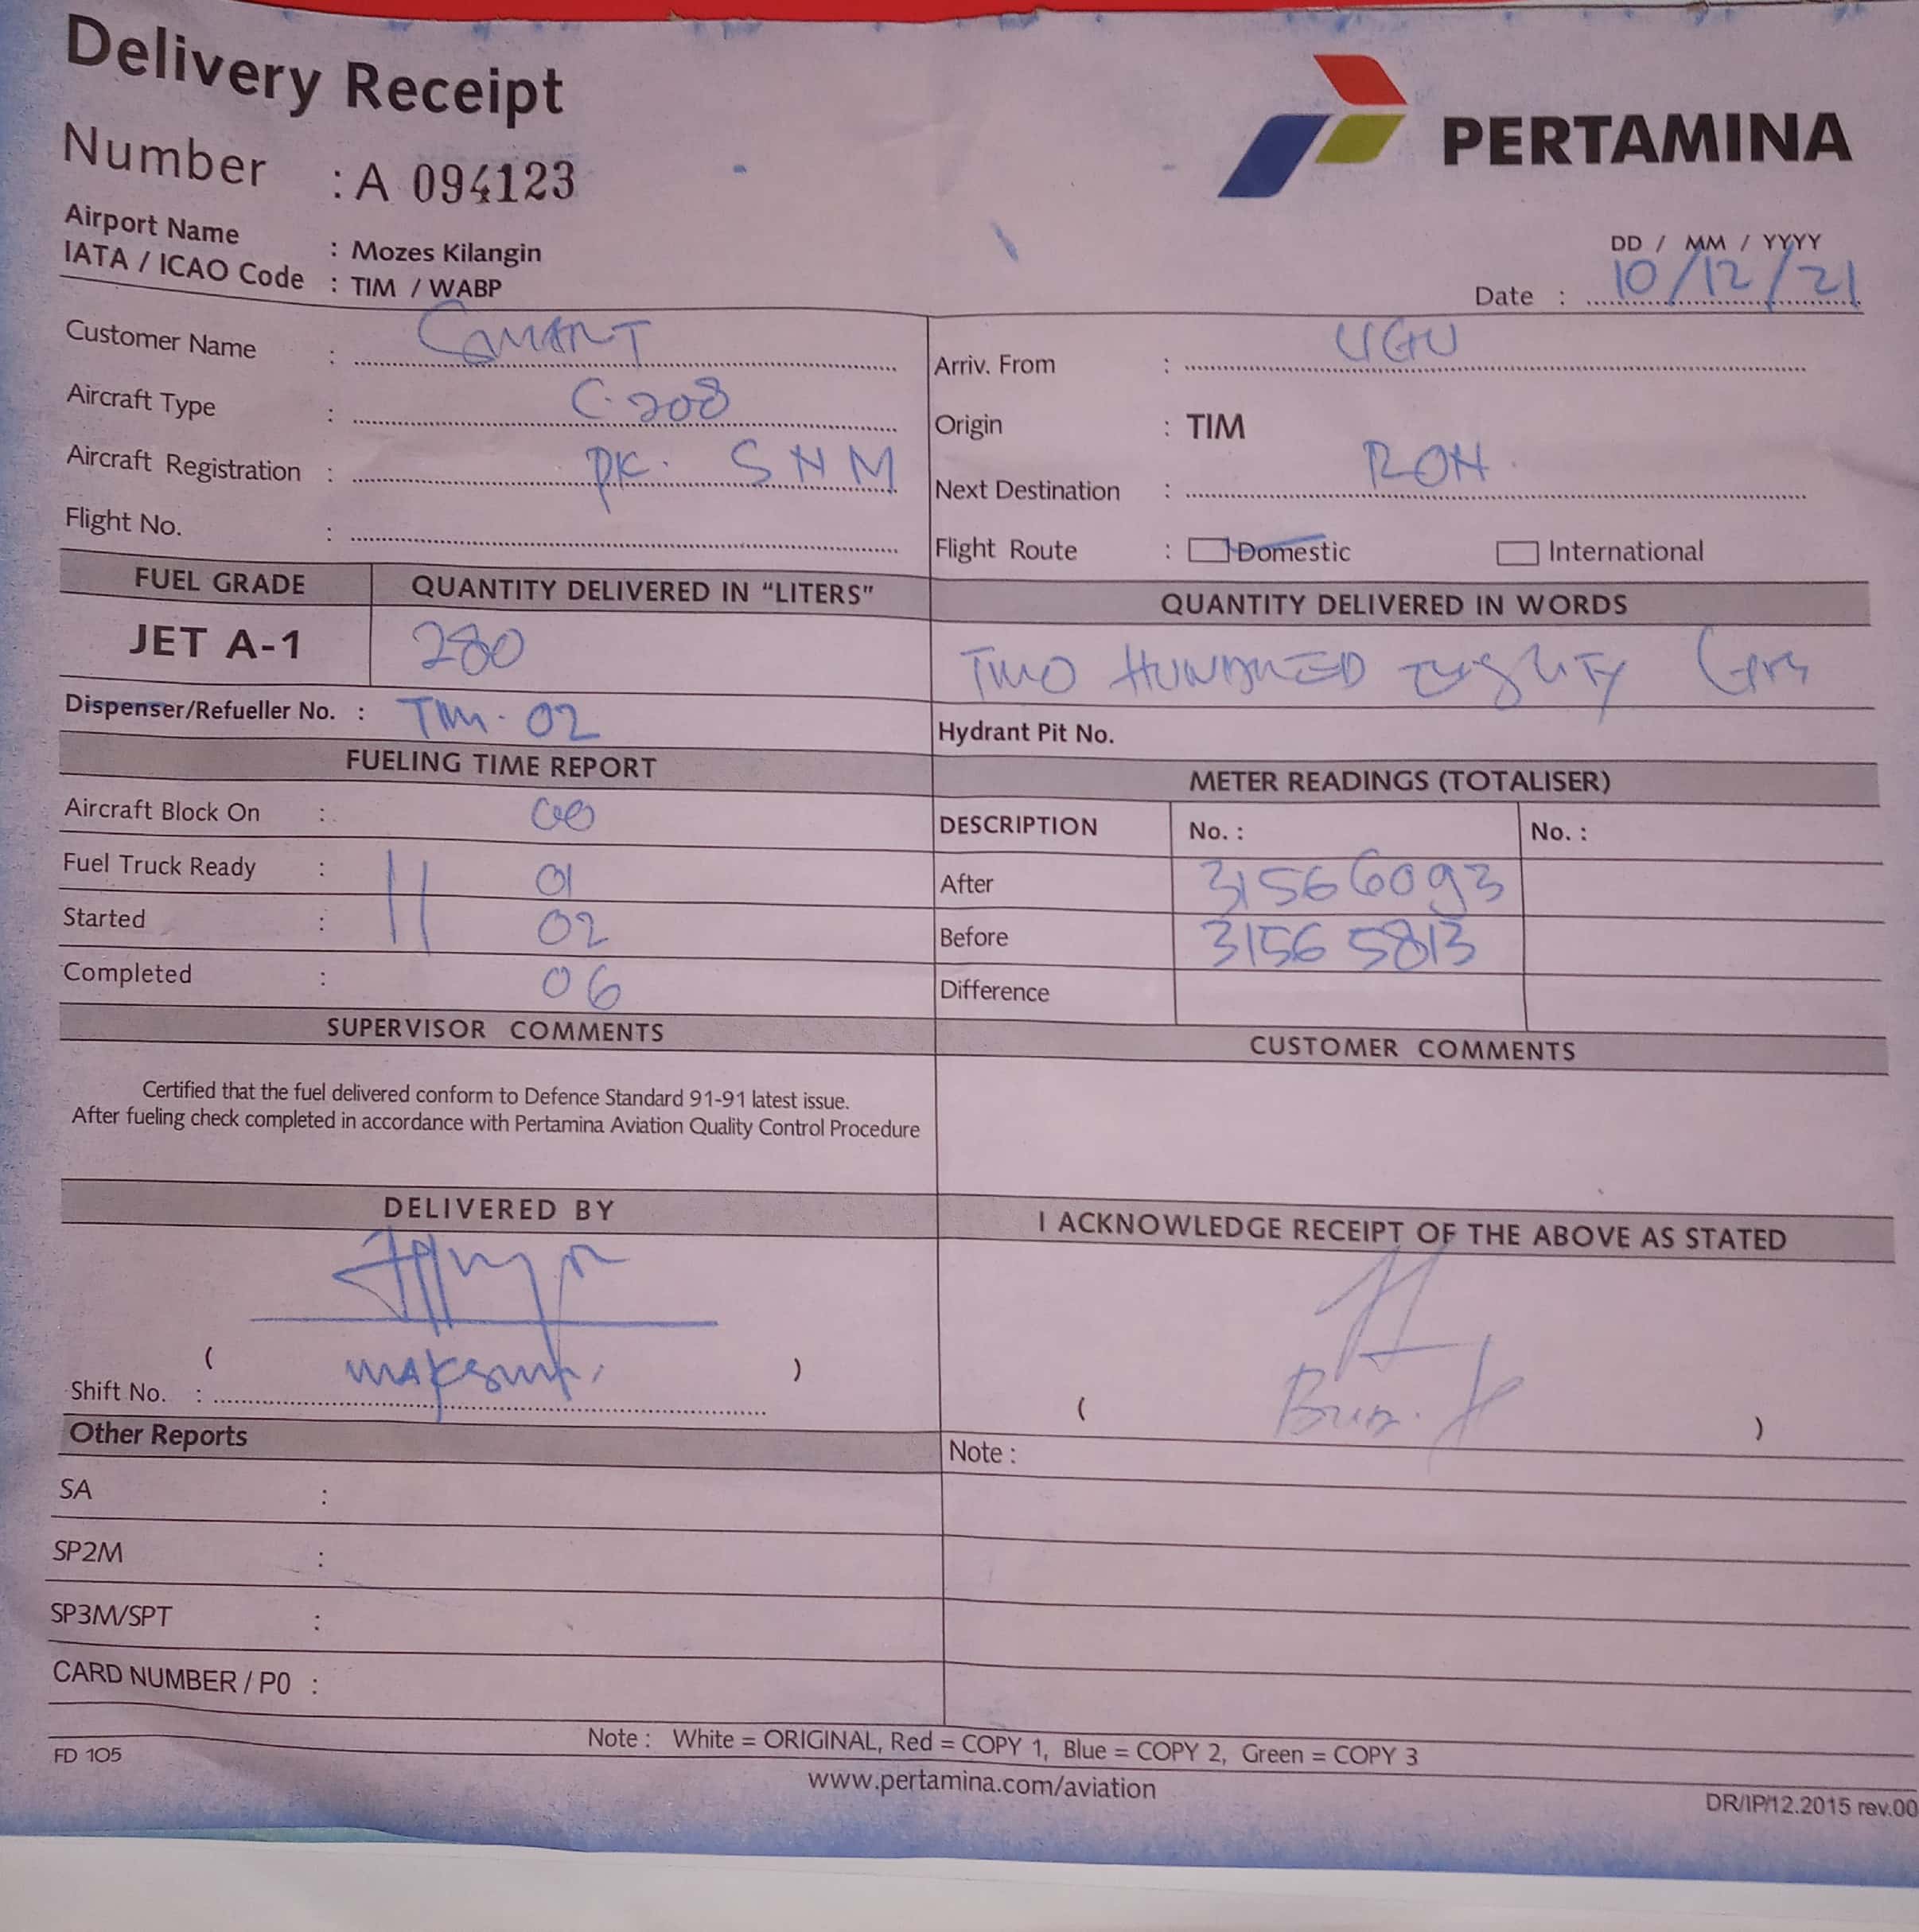 Delivery Receipt
PERTAMINA
Number : A 094123
Airport Name : Mozes Kilangin
IATA / ICAO Code : TIM / WABP
DD / MM / YYYY
Date : 10/12/21
Customer Name : SMART
Aircraft Type : C-208
Aircraft Registration : PK. SNM
Flight No. :
Arriv. From : UGU
Origin : TIM
Next Destination :
Flight Route : Domestic International
FUEL GRADE QUANTITY DELIVERED IN “LITERS” QUANTITY DELIVERED IN WORDS
JET A-1 280 TWO HUNDRED EIGHTY
Dispenser/Refueller No. : TIM-02 Hydrant Pit No.
FUELING TIME REPORT
Aircraft Block On : 00
Fuel Truck Ready : 01
Started : 02
Completed : 06
METER READINGS (TOTALISER)
DESCRIPTION No. : No. :
After 31566093
Before 31565813
Difference
SUPERVISOR COMMENTS CUSTOMER COMMENTS
Certified that the fuel delivered conform to Defence Standard 91-91 latest issue.
After fueling check completed in accordance with Pertamina Aviation Quality Control Procedure
DELIVERED BY I ACKNOWLEDGE RECEIPT OF THE ABOVE AS STATED
( )
Shift No. :
( )
Other Reports
Note :
SA :
SP2M :
SP3M/SPT :
CARD NUMBER / P0 :
Note : White = ORIGINAL, Red = COPY 1, Blue = COPY 2, Green = COPY 3
FD 105
www.pertamina.com/aviation
DR/IP/12.2015 rev.00